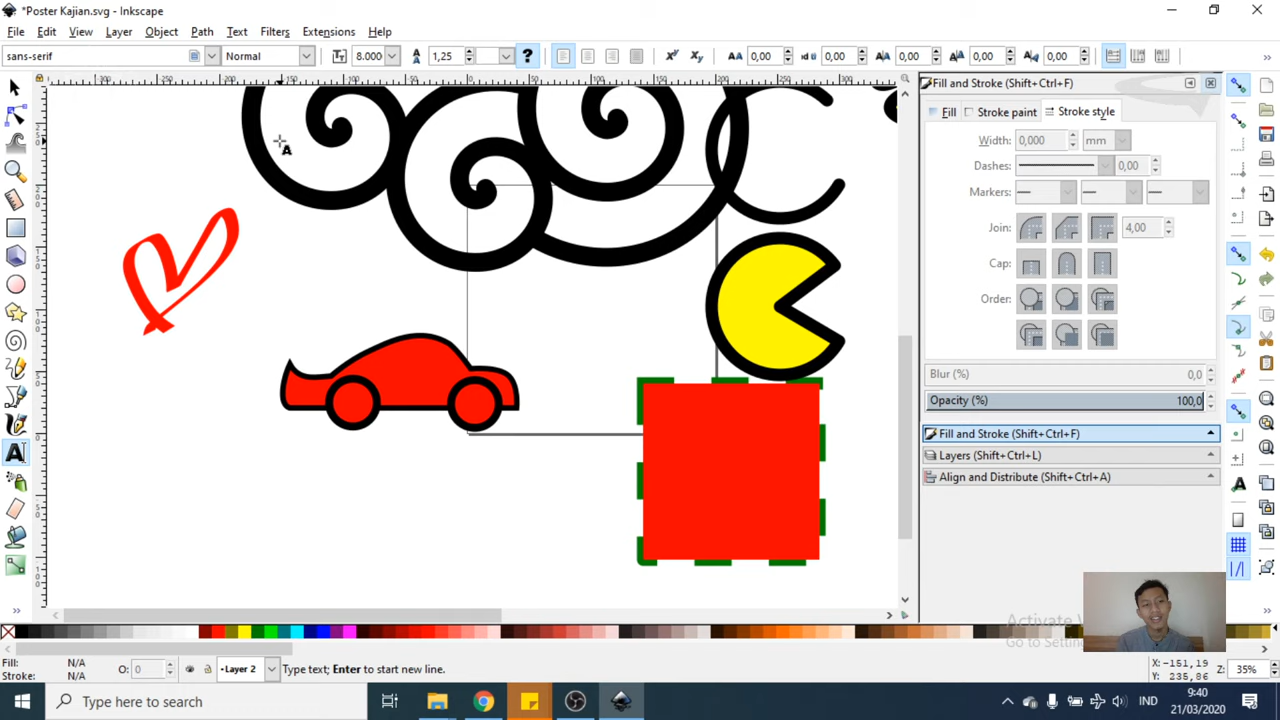 *Poster Kajian.svg - Inkscape
File Edit View Layer Object Path Text Filters Extensions Help
sans-serif Normal 8.000 1,25 0,00 0,00 0,00 0,00 0,00
Fill and Stroke (Shift+Ctrl+F)
Fill Stroke paint Stroke style
Width: 0,000 mm
Dashes: 0,00
Markers:
Join: 4,00
Cap:
Order:
Blur (%) 0,0
Opacity (%) 100,0
Fill and Stroke (Shift+Ctrl+F)
Layers (Shift+Ctrl+L)
Align and Distribute (Shift+Ctrl+A)
Activate
Go to Settin
Fill: N/A
Stroke: N/A
O: 0
Layer 2
Type text; Enter to start new line.
X: -151,19
Y: 235,86
Z: 35%
Type here to search
IND
9:40
21/03/2020